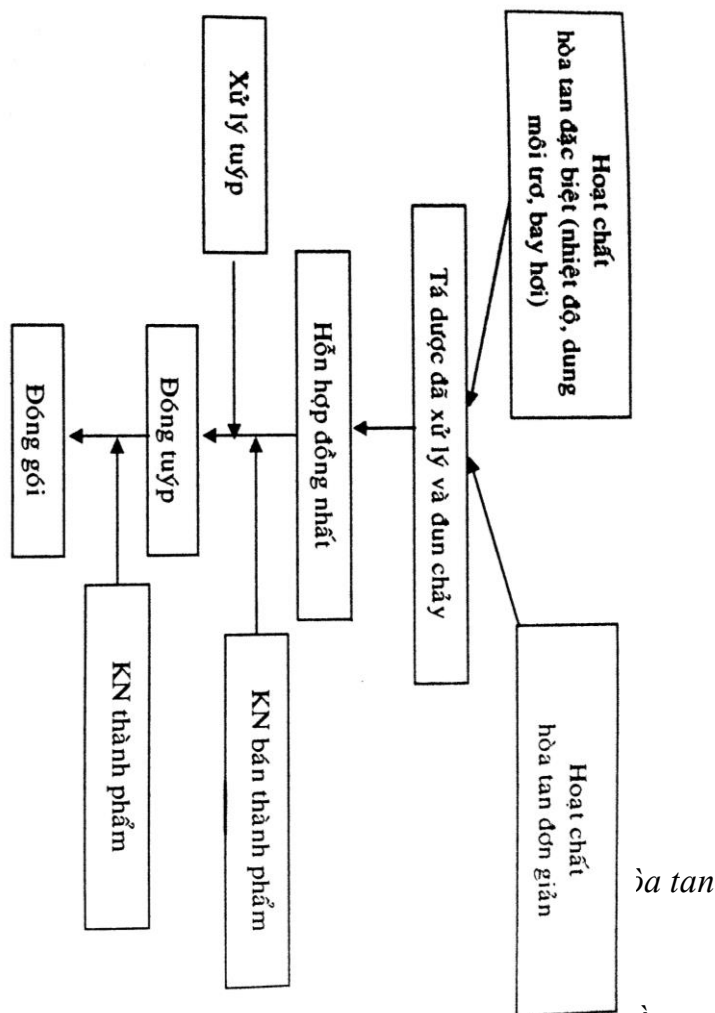 Hoạt chất
hòa tan đặc biệt (nhiệt độ, dung
môi trơ, bay hơi)
Hoạt chất
hòa tan đơn giản
Tá dược đã xử lý và đun chảy
Hỗn hợp đồng nhất
Xử lý tuýp
KN bán thành phẩm
Đóng tuýp
KN thành phẩm
Đóng gói
òa tan